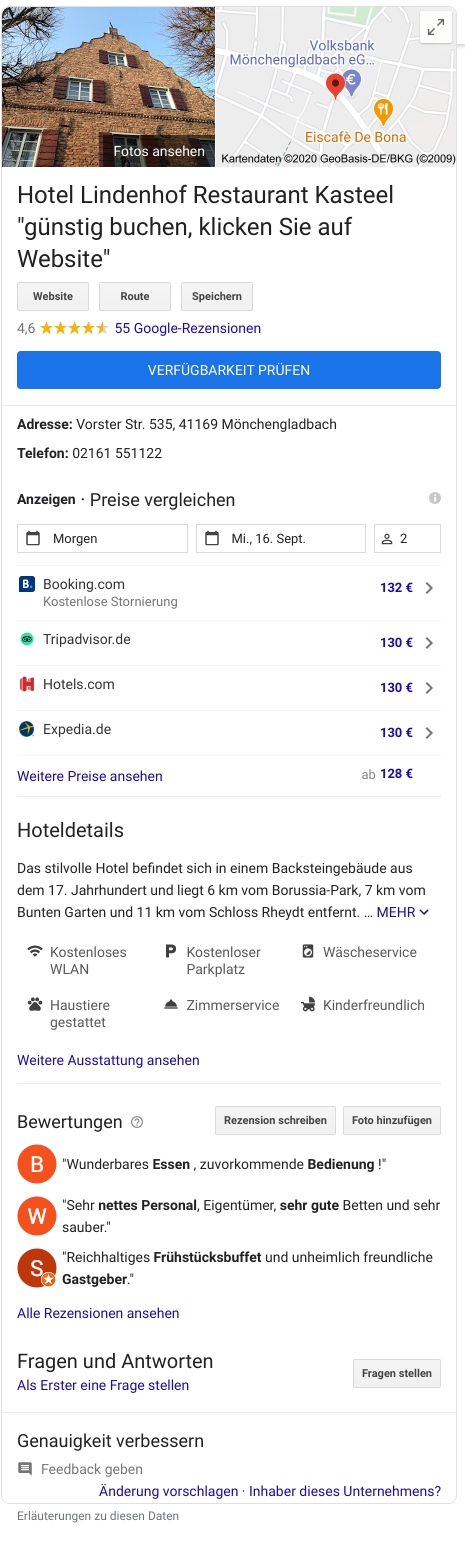 Fotos ansehen
Volksbank
Mönchengladbach eG...
€
Eiscafè De Bona
Kartendaten ©2020 GeoBasis-DE/BKG (©2009)
Hotel Lindenhof Restaurant Kasteel
"günstig buchen, klicken Sie auf
Website"
Website Route Speichern
4,6 55 Google-Rezensionen
VERFÜGBARKEIT PRÜFEN
Adresse: Vorster Str. 535, 41169 Mönchengladbach
Telefon: 02161 551122
Anzeigen · Preise vergleichen
Morgen Mi., 16. Sept. 2
B. Booking.com 132 €
Kostenlose Stornierung
Tripadvisor.de 130 €
H Hotels.com 130 €
Expedia.de 130 €
Weitere Preise ansehen ab 128 €
Hoteldetails
Das stilvolle Hotel befindet sich in einem Backsteingebäude aus
dem 17. Jahrhundert und liegt 6 km vom Borussia-Park, 7 km vom
Bunten Garten und 11 km vom Schloss Rheydt entfernt. ... MEHR
Kostenloses P Kostenloser Wäscheservice
WLAN Parkplatz
Haustiere Zimmerservice Kinderfreundlich
gestattet
Weitere Ausstattung ansehen
Bewertungen ? Rezension schreiben Foto hinzufügen
B "Wunderbares Essen , zuvorkommende Bedienung !"
W "Sehr nettes Personal, Eigentümer, sehr gute Betten und sehr
sauber."
S "Reichhaltiges Frühstücksbuffet und unheimlich freundliche
Gastgeber."
Alle Rezensionen ansehen
Fragen und Antworten
Fragen stellen
Als Erster eine Frage stellen
Genauigkeit verbessern
Feedback geben
Änderung vorschlagen · Inhaber dieses Unternehmens?
Erläuterungen zu diesen Daten